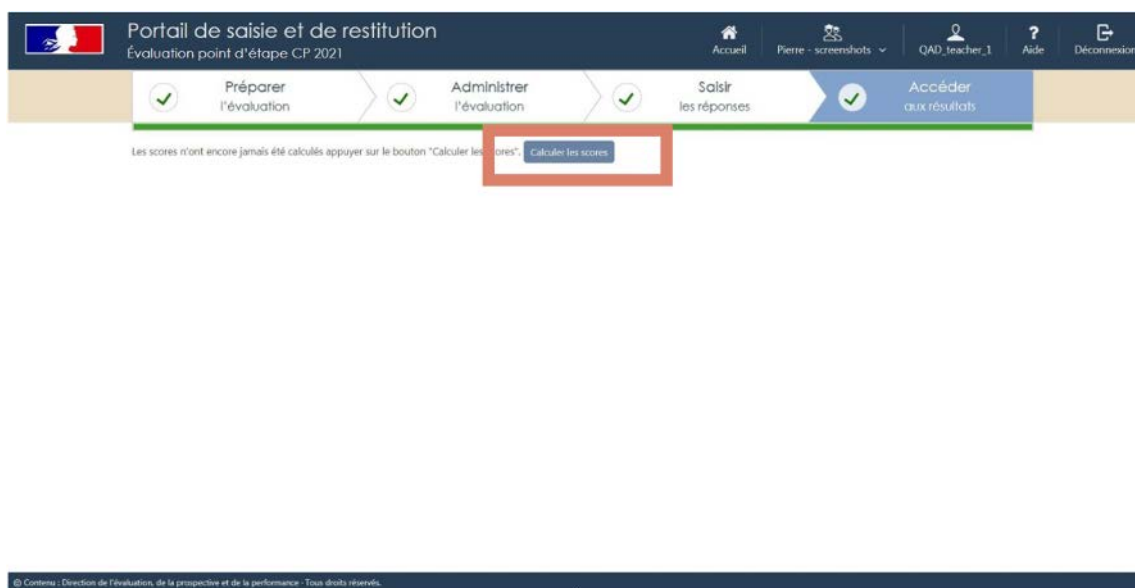 Portail de saisie et de restitution
Évaluation point d'étape CP 2021
Accueil
Pierre - screenshots
QAD_teacher_1
? Aide
Déconnexion
Préparer
l'évaluation
Administrer
l'évaluation
Saisir
les réponses
Accéder
aux résultats
Les scores n'ont encore jamais été calculés appuyer sur le bouton "Calculer les scores". Calculer les scores
© Contenu : Direction de l'évaluation, de la prospective et de la performance - Tous droits réservés.